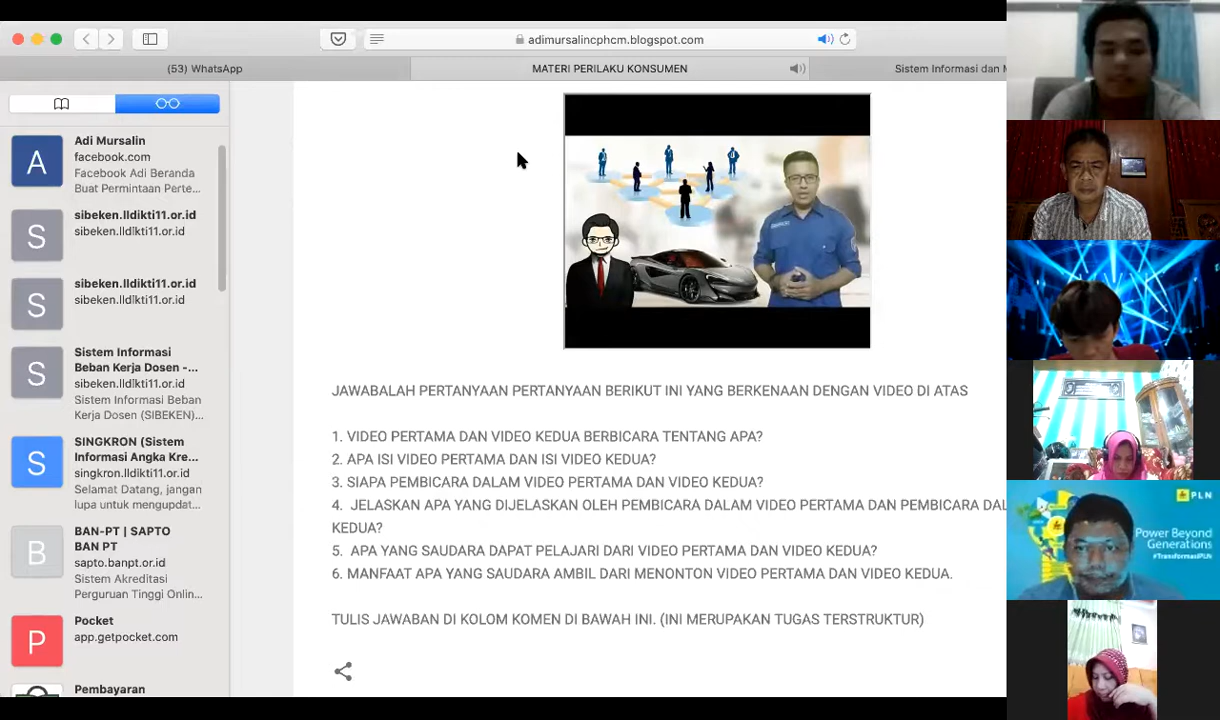 adimursalincphcm.blogspot.com
(53) WhatsApp
MATERI PERILAKU KONSUMEN
Sistem Informasi dan M
A
Adi Mursalin
facebook.com
Facebook Adi Beranda
Buat Permintaan Perte...
S
sibeken.lldikti11.or.id
sibeken.lldikti11.or.id
S
sibeken.lldikti11.or.id
sibeken.lldikti11.or.id
S
Sistem Informasi
Beban Kerja Dosen -...
sibeken.lldikti11.or.id
Sistem Informasi Beban
Kerja Dosen (SIBEKEN)...
S
SINGKRON (Sistem
Informasi Angka Kre...
singkron.lldikti11.or.id
Selamat Datang, jangan
lupa untuk mengupdat...
B
BAN-PT | SAPTO
BAN PT
sapto.banpt.or.id
Sistem Akreditasi
Perguruan Tinggi Onlin...
P
Pocket
app.getpocket.com
Pembayaran
JAWABALAH PERTANYAAN PERTANYAAN BERIKUT INI YANG BERKENAAN DENGAN VIDEO DI ATAS
1. VIDEO PERTAMA DAN VIDEO KEDUA BERBICARA TENTANG APA?
2. APA ISI VIDEO PERTAMA DAN ISI VIDEO KEDUA?
3. SIAPA PEMBICARA DALAM VIDEO PERTAMA DAN VIDEO KEDUA?
4. JELASKAN APA YANG DIJELASKAN OLEH PEMBICARA DALAM VIDEO PERTAMA DAN PEMBICARA DAL
KEDUA?
5. APA YANG SAUDARA DAPAT PELAJARI DARI VIDEO PERTAMA DAN VIDEO KEDUA?
6. MANFAAT APA YANG SAUDARA AMBIL DARI MENONTON VIDEO PERTAMA DAN VIDEO KEDUA.
TULIS JAWABAN DI KOLOM KOMEN DI BAWAH INI. (INI MERUPAKAN TUGAS TERSTRUKTUR)
PLN
Power Beyond
Generations
#TransformasiPLN